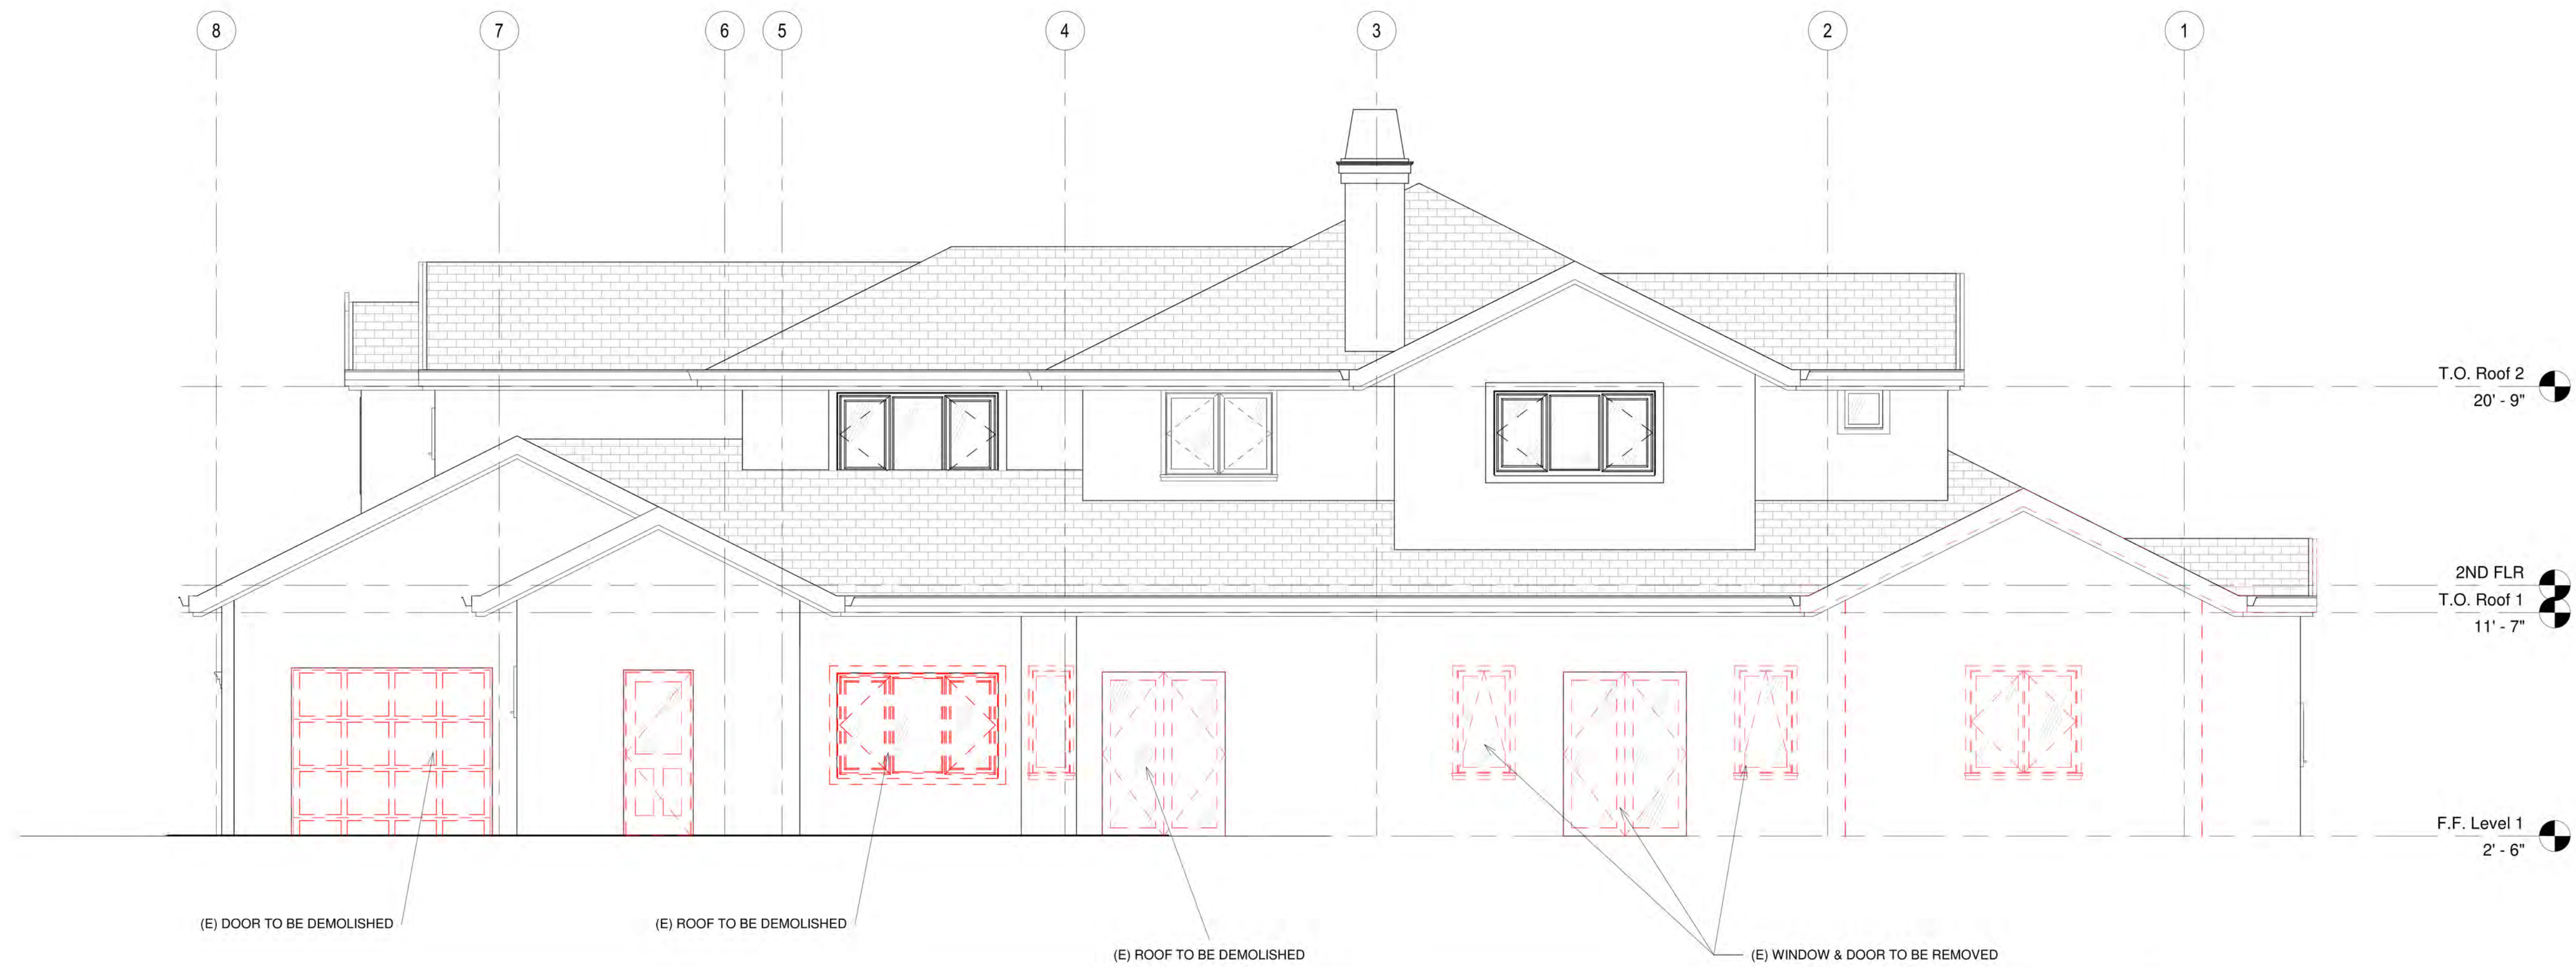 8 7 6 5 4 3 2 1
T.O. Roof 2
20' - 9"
2ND FLR
T.O. Roof 1
11' - 7"
F.F. Level 1
2' - 6"
(E) DOOR TO BE DEMOLISHED
(E) ROOF TO BE DEMOLISHED
(E) ROOF TO BE DEMOLISHED
(E) WINDOW & DOOR TO BE REMOVED